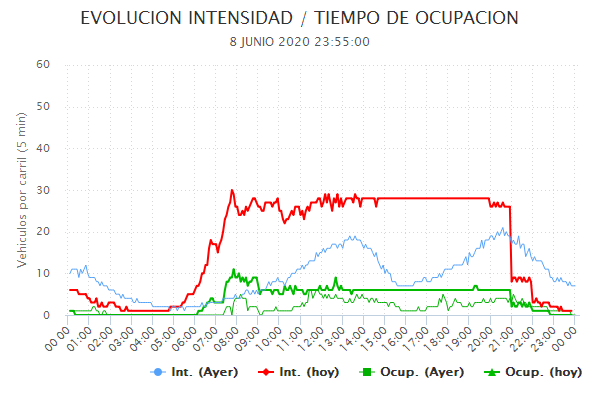 EVOLUCION INTENSIDAD / TIEMPO DE OCUPACION
8 JUNIO 2020 23:55:00
Vehiculos por carril (5 min)
60
50
40
30
20
10
0
00:00 01:00 02:00 03:00 04:00 05:00 06:00 07:00 08:00 09:00 10:00 11:00 12:00 13:00 14:00 15:00 16:00 17:00 18:00 19:00 20:00 21:00 22:00 23:00 00:00
Int. (Ayer) Int. (hoy) Ocup. (Ayer) Ocup. (hoy)